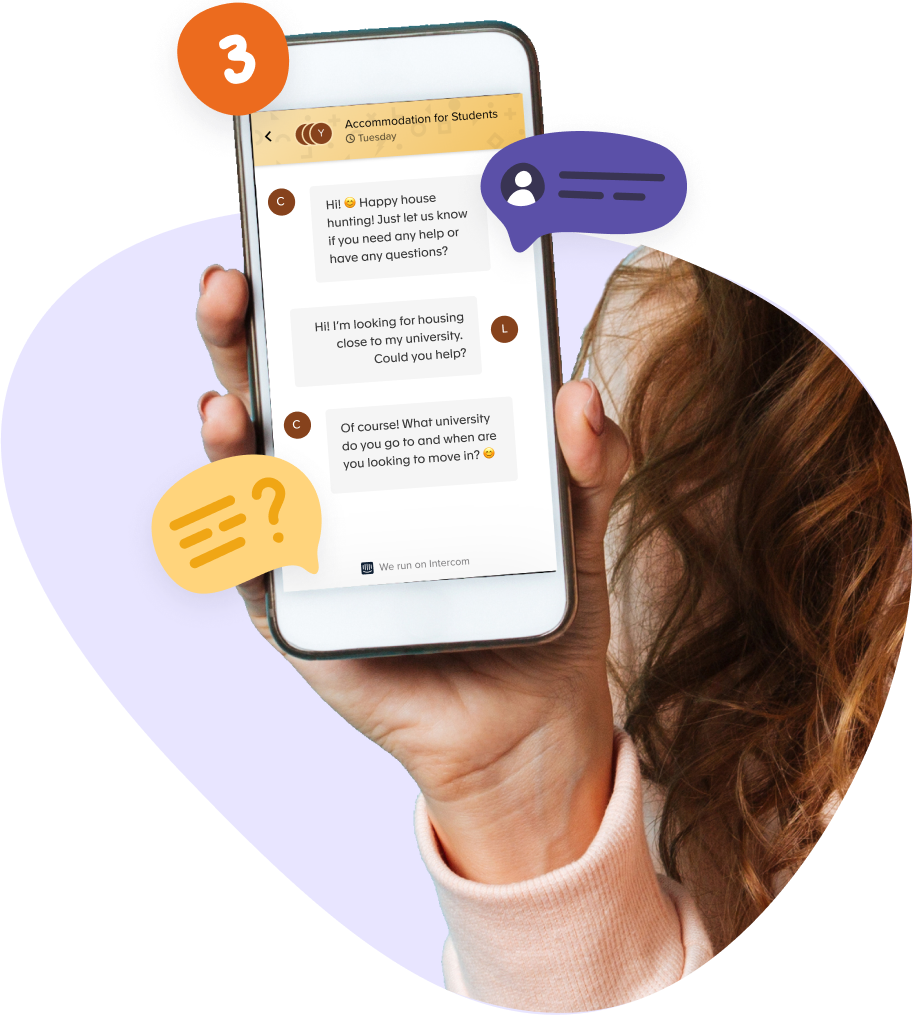 3
Accommodation for Students
Y
Tuesday
C
Hi! 😊 Happy house
hunting! Just let us know
if you need any help or
have any questions?
Hi! I'm looking for housing
close to my university.
Could you help?
L
C
Of course! What university
do you go to and when are
you looking to move in? 😊
?
We run on Intercom